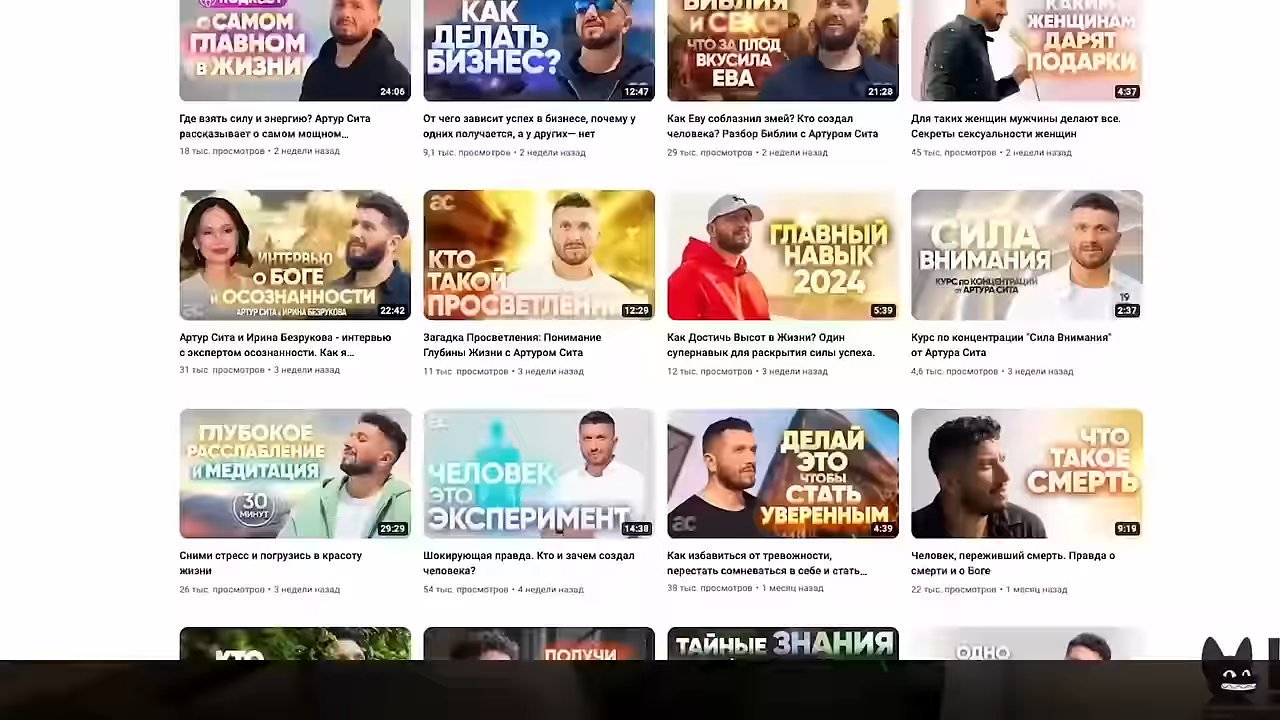 ПОДКАСТ
О САМОМ
ГЛАВНОМ
В ЖИЗНИ
24:06
КАК
ДЕЛАТЬ
БИЗНЕС?
12:47
БИБЛИЯ
И СЕКС
ЧТО ЗА ПЛОД
ВКУСИЛА
ЕВА
21:28
КАКИМ
ЖЕНЩИНАМ
ДАРЯТ
ПОДАРКИ
4:37
Где взять силу и энергию? Артур Сита
рассказывает о самом мощном...
18 тыс. просмотров • 2 недели назад
От чего зависит успех в бизнесе, почему у
одних получается, а у других— нет
9,1 тыс. просмотров • 2 недели назад
Как Еву соблазнил змей? Кто создал
человека? Разбор Библии с Артуром Сита
29 тыс. просмотров • 2 недели назад
Для таких женщин мужчины делают все.
Секреты сексуальности женщин
45 тыс. просмотров • 2 недели назад
ИНТЕРВЬЮ
О БОГЕ
И ОСОЗНАННОСТИ
АРТУР СИТА И ИРИНА БЕЗРУКОВА
ас
22:42
ас
КТО
ТАКОЙ
ПРОСВЕТЛЕНН
12:29
ГЛАВНЫЙ
НАВЫК
2024
5:39
СИЛА
ВНИМАНИЯ
КУРС ПО КОНЦЕНТРАЦИИ
ОТ АРТУРА СИТА
19
2:37
Артур Сита и Ирина Безрукова - интервью
с экспертом осознанности. Как я...
31 тыс. просмотров • 3 недели назад
Загадка Просветления: Понимание
Глубины Жизни с Артуром Сита
11 тыс. просмотров • 3 недели назад
Как Достичь Высот в Жизни? Один
супернавык для раскрытия силы успеха.
12 тыс. просмотров • 3 недели назад
Курс по концентрации "Сила Внимания"
от Артура Сита
4,6 тыс. просмотров • 3 недели назад
ГЛУБОКОЕ
РАССЛАБЛЕНИЕ
И МЕДИТАЦИЯ
30
МИНУТ
29:29
ас
ЧЕЛОВЕК
ЭТО
ЭКСПЕРИМЕНТ
14:38
ДЕЛАЙ
ЭТО
ЧТОБЫ
СТАТЬ
УВЕРЕННЫМ
ас
4:39
ЧТО
ТАКОЕ
СМЕРТЬ
9:19
Сними стресс и погрузись в красоту
жизни
26 тыс. просмотров • 3 недели назад
Шокирующая правда. Кто и зачем создал
человека?
54 тыс. просмотров • 4 недели назад
Как избавиться от тревожности,
перестать сомневаться в себе и стать...
38 тыс. просмотров • 1 месяц назад
Человек, переживший смерть. Правда о
смерти и о Боге
22 тыс. просмотров • 1 месяц назад
КТО
ПОЛУЧИ
ТАЙНЫЕ ЗНАНИЯ
ОДНО